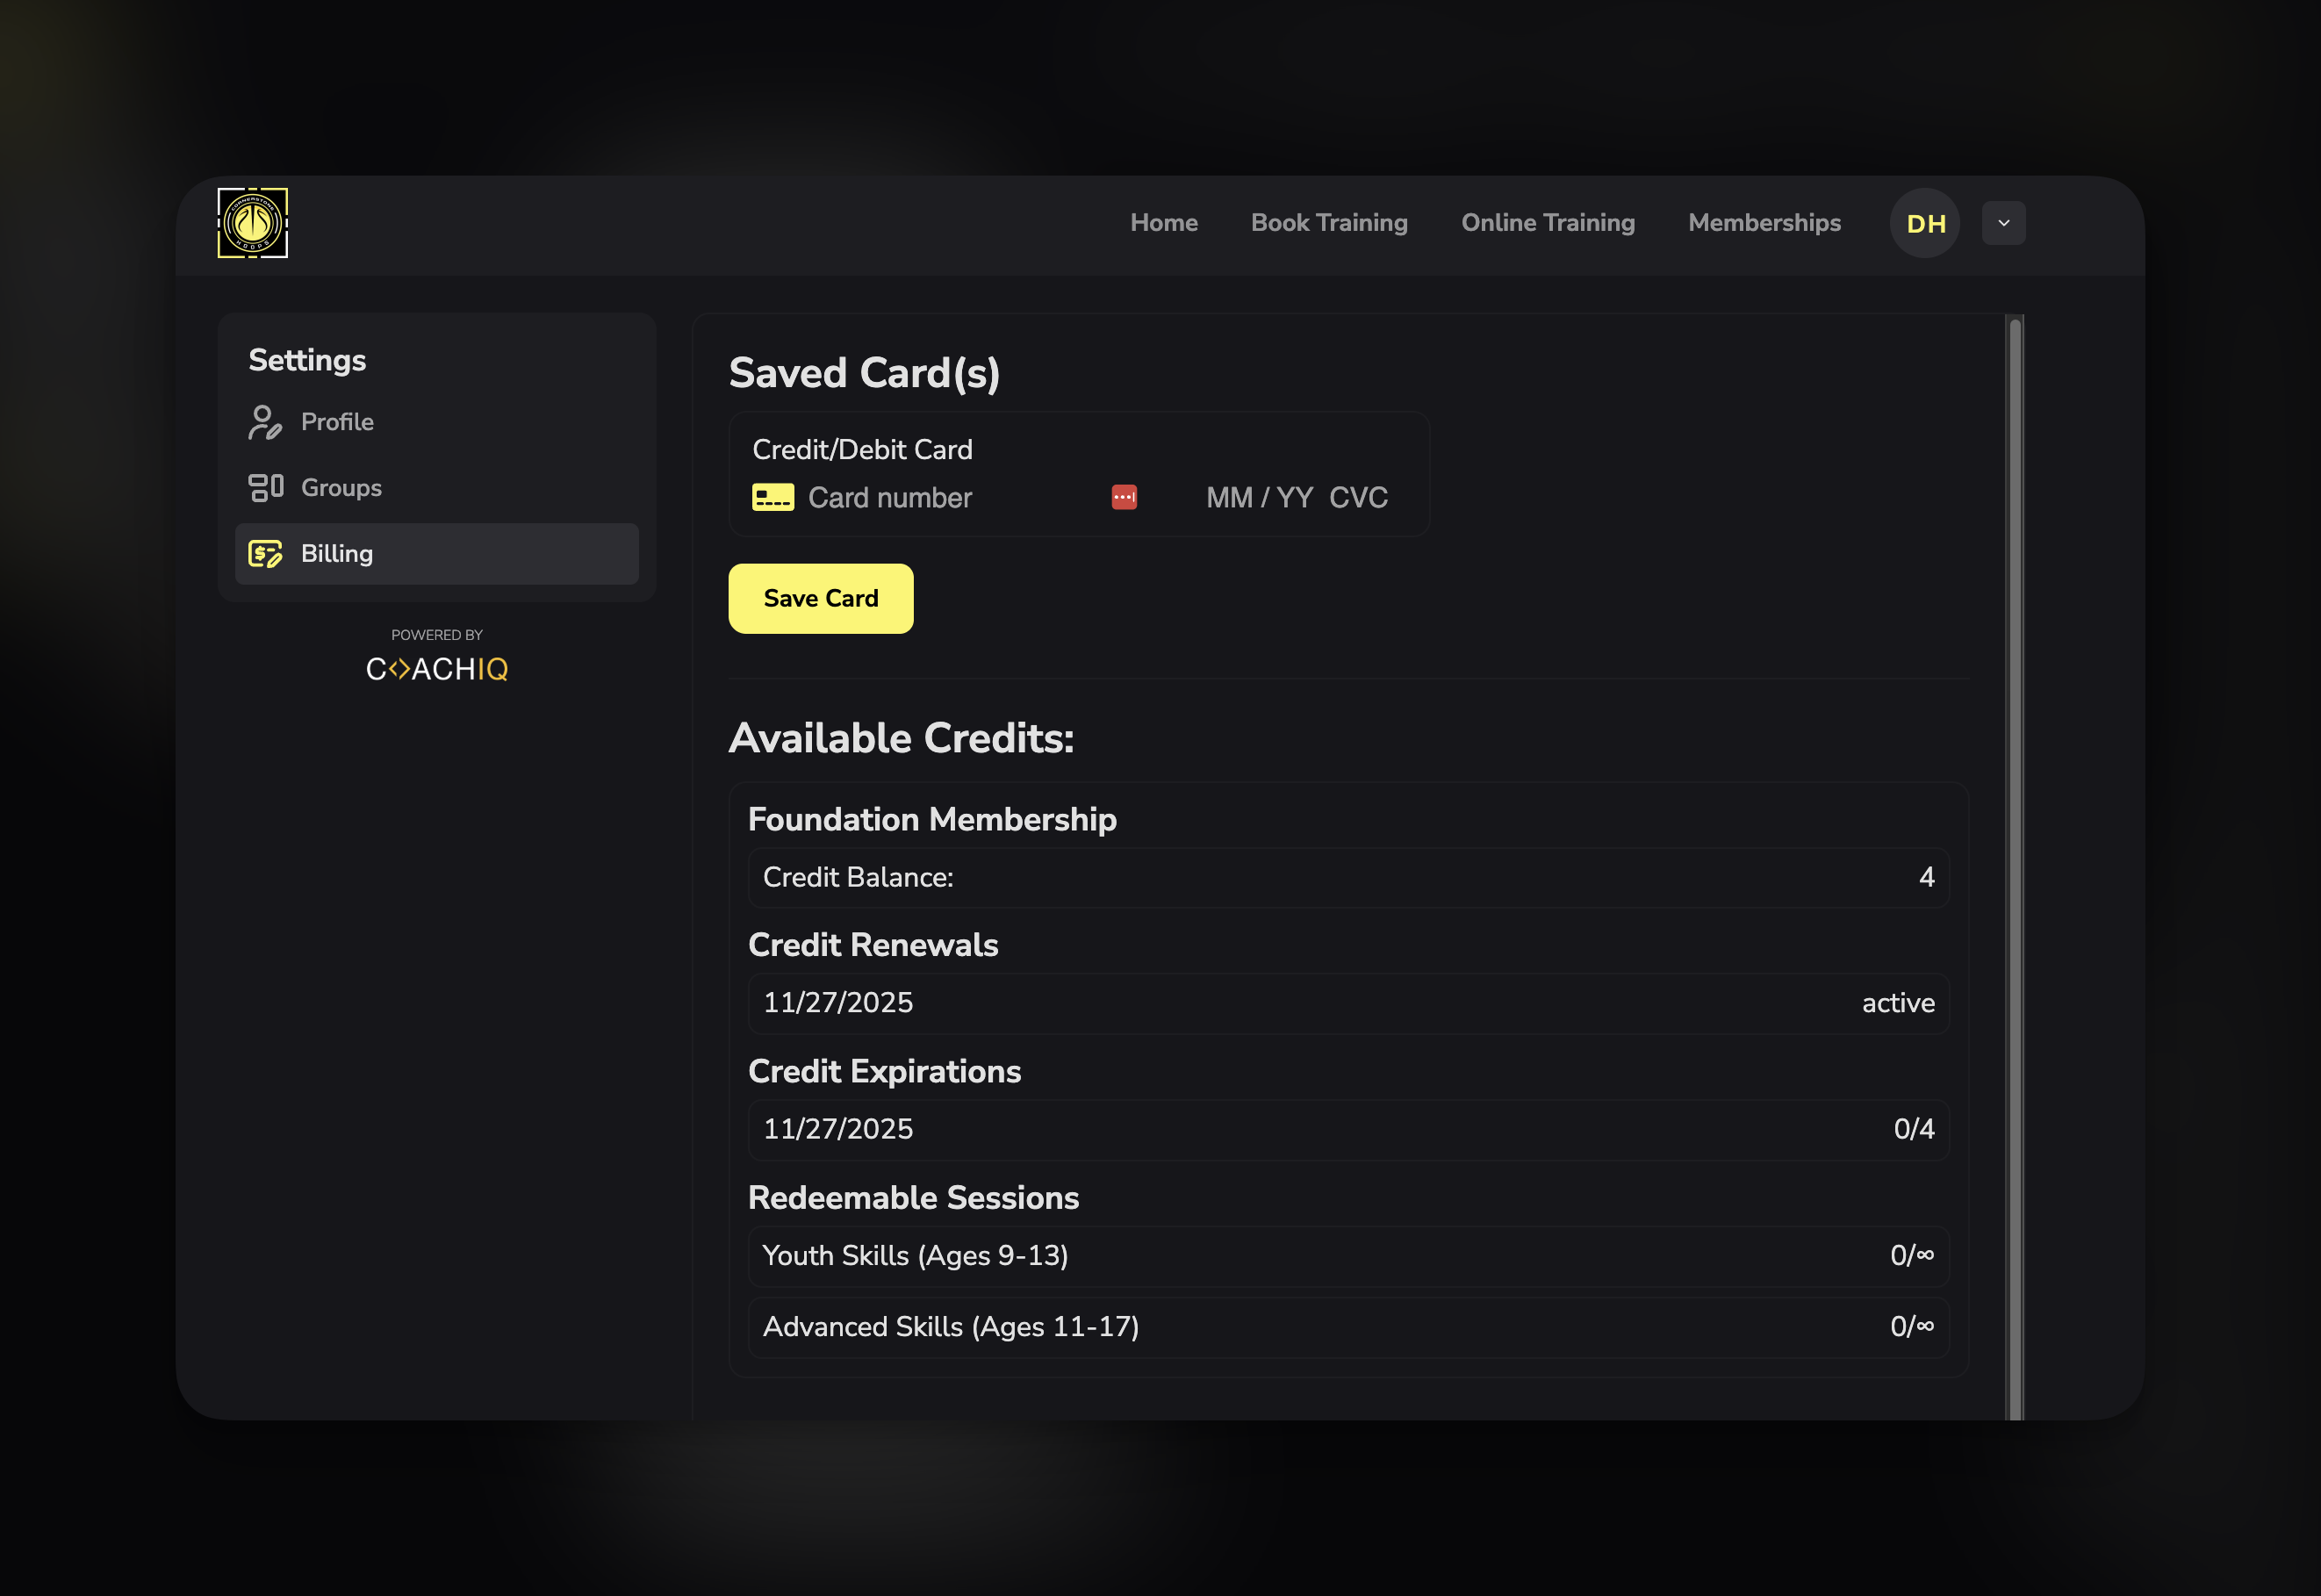 CORNERSTONE
HOOPS
Home
Book Training
Online Training
Memberships
DH
Settings
Profile
Groups
Billing
POWERED BY
COACHIQ
Saved Card(s)
Credit/Debit Card
Card number
MM / YY CVC
Save Card
Available Credits:
Foundation Membership
Credit Balance: 4
Credit Renewals
11/27/2025 active
Credit Expirations
11/27/2025 0/4
Redeemable Sessions
Youth Skills (Ages 9-13) 0/∞
Advanced Skills (Ages 11-17) 0/∞